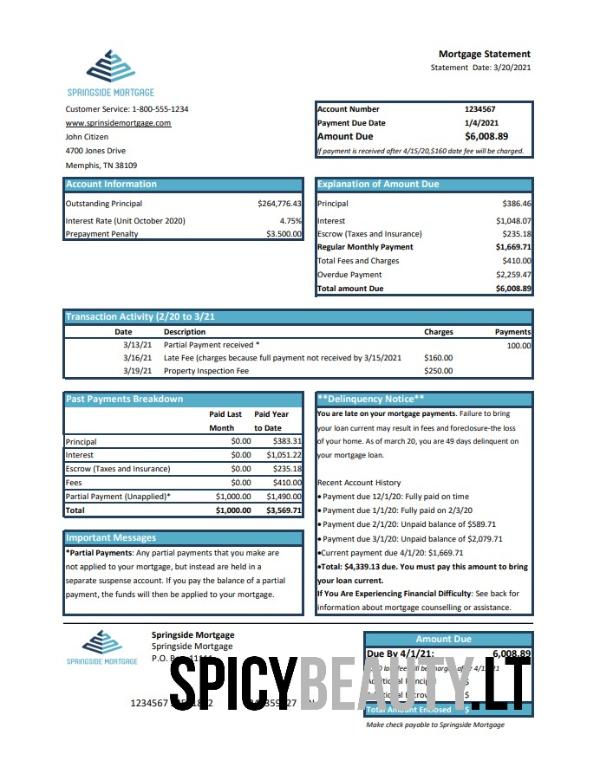 SPRINGSIDE MORTGAGE
Mortgage Statement
Statement Date: 3/20/2021
Customer Service: 1-800-555-1234
www.sprinsidemortgage.com
John Citizen
4700 Jones Drive
Memphis, TN 38109
Account Number 1234567
Payment Due Date 1/4/2021
Amount Due $6,008.89
If payment is received after 4/15/20,$160 date fee will be charged.
Account Information
Outstanding Principal $264,776.43
Interest Rate (Unit October 2020) 4.75%
Prepayment Penalty $3.500.00
Explanation of Amount Due
Principal $386.46
Interest $1,048.07
Escrow (Taxes and Insurance) $235.18
Regular Monthly Payment $1,669.71
Total Fees and Charges $410.00
Overdue Payment $2,259.47
Total amount Due $6,008.89
Transaction Activity (2/20 to 3/21
Date Description Charges Payments
3/13/21 Partial Payment received * 100.00
3/16/21 Late Fee (charges because full payment not received by 3/15/2021 $160.00
3/19/21 Property Inspection Fee $250.00
Past Payments Breakdown
Paid Last Paid Year
Month to Date
Principal $0.00 $383.31
Interest $0.00 $1,051.22
Escrow (Taxes and Insurance) $0.00 $235.18
Fees $0.00 $410.00
Partial Payment (Unapplied)* $1,000.00 $1,490.00
Total $1,000.00 $3,569.71
Important Messages
*Partial Payments: Any partial payments that you make are
not applied to your mortgage, but instead are held in a
separate suspense account. If you pay the balance of a partial
payment, the funds will then be applied to your mortgage.
**Delinquency Notice**
You are late on your mortgage payments. Failure to bring
your loan current may result in fees and foreclosure-the loss
of your home. As of march 20, you are 49 days delinquent on
your mortgage loan.
Recent Account History
• Payment due 12/1/20: Fully paid on time
• Payment due 1/1/20: Fully paid on 2/3/20
• Payment due 2/1/20: Unpaid balance of $589.71
• Payment due 3/1/20: Unpaid balance of $2,079.71
•Current payment due 4/1/20: $1,669.71
•Total: $4,339.13 due. You must pay this amount to bring
your loan current.
If You Are Experiencing Financial Difficulty: See back for
information about mortgage counselling or assistance.
SPRINGSIDE MORTGAGE
Springside Mortgage
Springside Mortgage
P.O.
Amount Due
Due By 4/1/21: 6,008.89
late fee will be charged after
$
$
Total Amount Enclosed $
1234567
SPICYBEAUTY.LT
Make check payable to Springside Mortgage